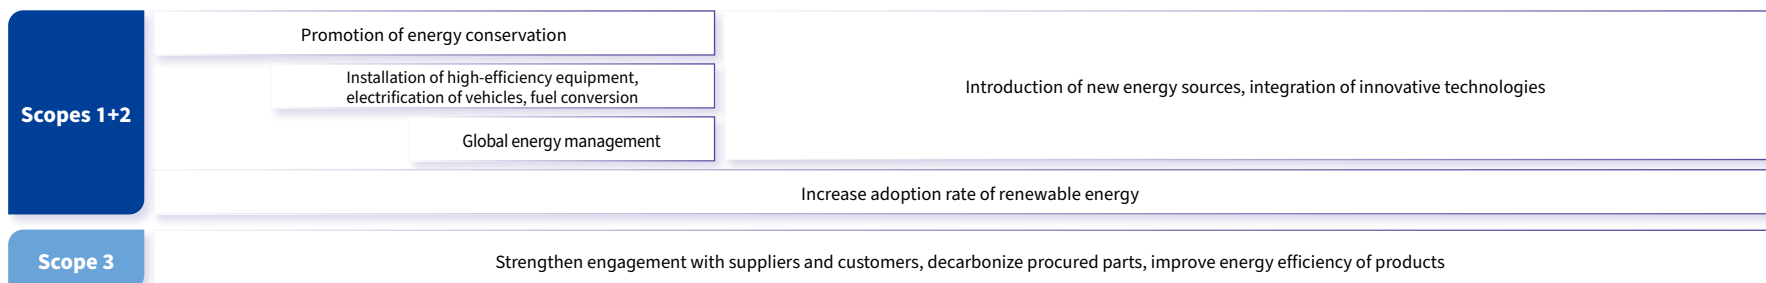 Scopes 1+2
Promotion of energy conservation
Installation of high-efficiency equipment,
electrification of vehicles, fuel conversion
Global energy management
Introduction of new energy sources, integration of innovative technologies
Increase adoption rate of renewable energy
Scope 3
Strengthen engagement with suppliers and customers, decarbonize procured parts, improve energy efficiency of products